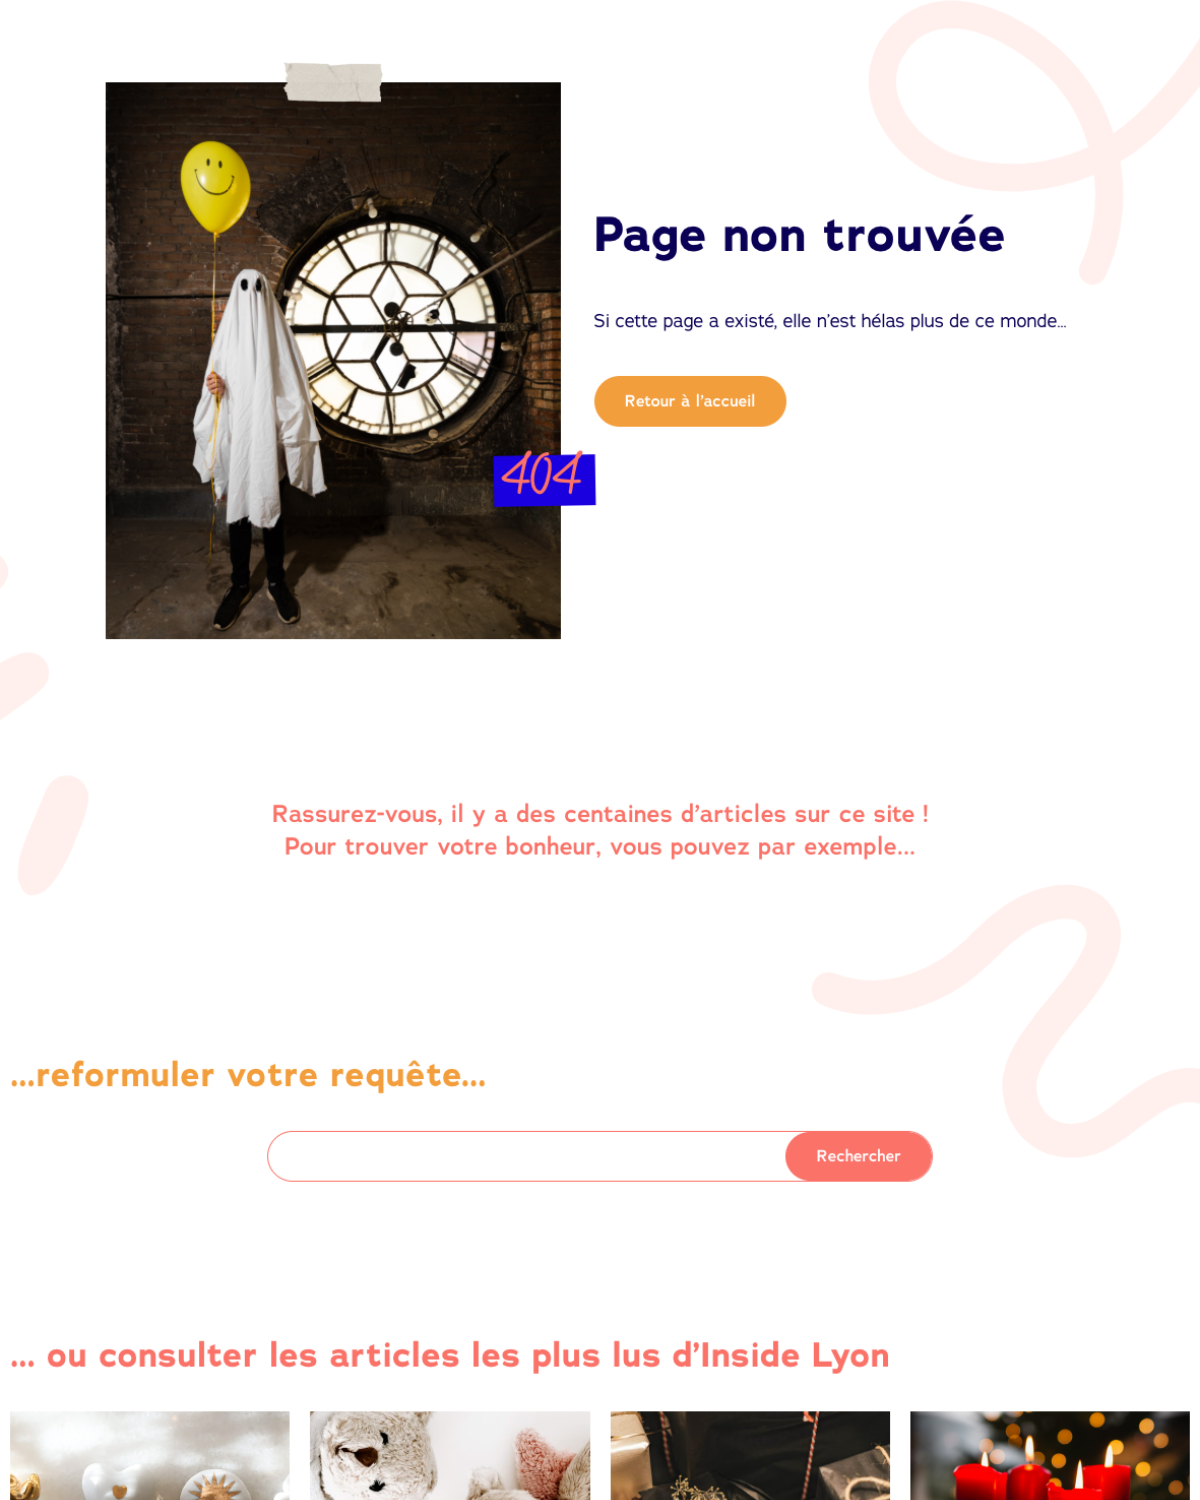 Page non trouvée
Si cette page a existé, elle n’est hélas plus de ce monde…
Retour à l'accueil
404
Rassurez-vous, il y a des centaines d’articles sur ce site !
Pour trouver votre bonheur, vous pouvez par exemple…
…reformuler votre requête…
Rechercher
… ou consulter les articles les plus lus d’Inside Lyon